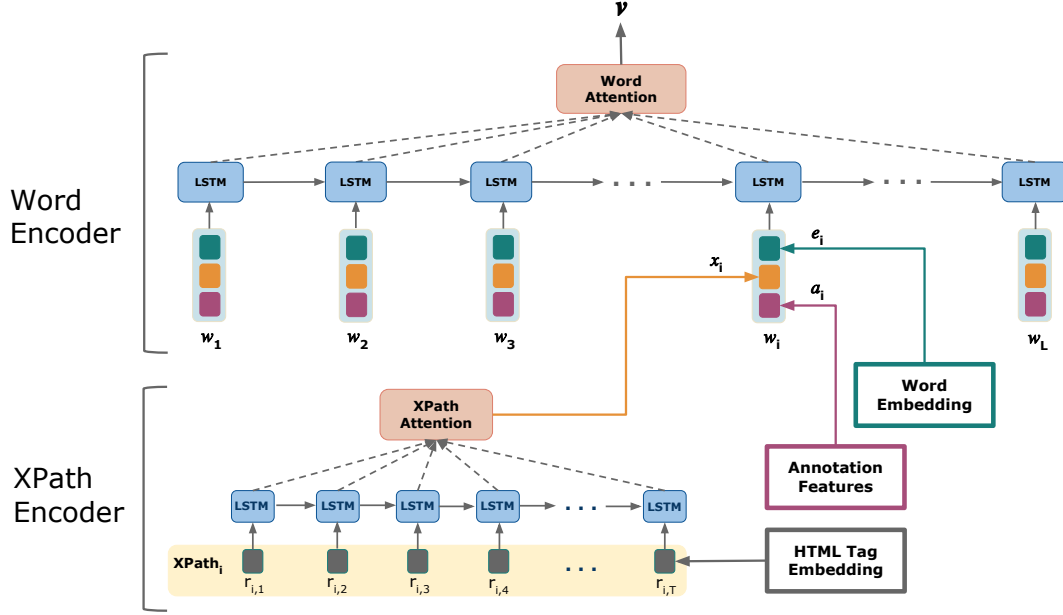 v
Word
Attention
LSTM LSTM LSTM . . . LSTM . . . LSTM
Word
Encoder
e_i
x_i
a_i
w_1 w_2 w_3 w_i w_L
Word
Embedding
XPath
Attention
Annotation
Features
XPath
Encoder
LSTM LSTM LSTM LSTM . . . LSTM
XPath_i
. . .
r_i,1 r_i,2 r_i,3 r_i,4 r_i,T
HTML Tag
Embedding